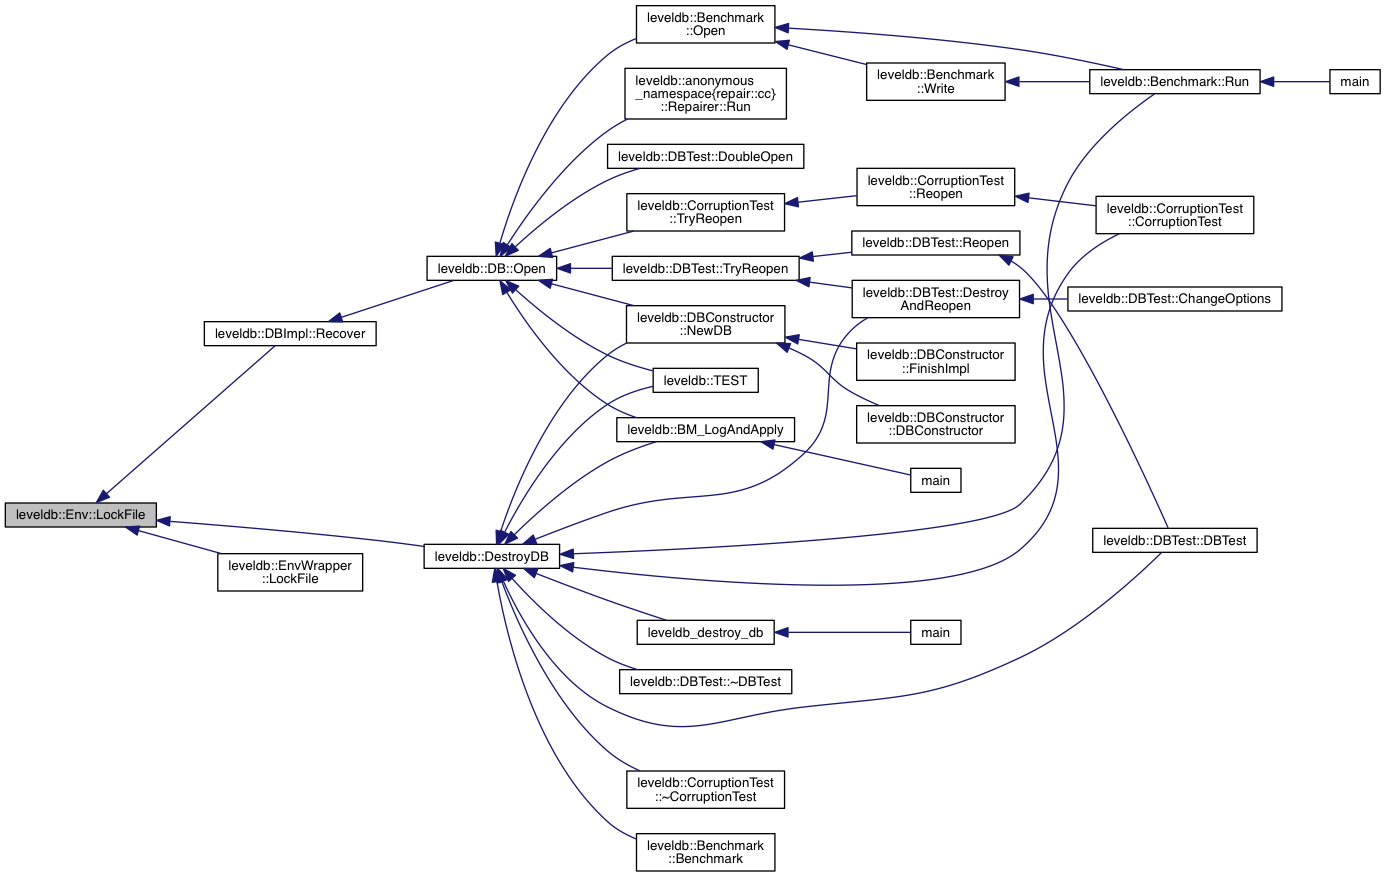 leveldb::Benchmark
::Open
leveldb::anonymous
_namespace{repair::cc}
::Repairer::Run
leveldb::Benchmark
::Write
leveldb::Benchmark::Run
main
leveldb::DBTest::DoubleOpen
leveldb::CorruptionTest
::TryReopen
leveldb::CorruptionTest
::Reopen
leveldb::CorruptionTest
::CorruptionTest
leveldb::DB::Open
leveldb::DBTest::TryReopen
leveldb::DBTest::Reopen
leveldb::DBTest::Destroy
AndReopen
leveldb::DBTest::ChangeOptions
leveldb::DBImpl::Recover
leveldb::DBConstructor
::NewDB
leveldb::DBConstructor
::FinishImpl
leveldb::TEST
leveldb::DBConstructor
::DBConstructor
leveldb::BM_LogAndApply
main
leveldb::Env::LockFile
leveldb::EnvWrapper
::LockFile
leveldb::DestroyDB
leveldb::DBTest::DBTest
leveldb_destroy_db
main
leveldb::DBTest::~DBTest
leveldb::CorruptionTest
::~CorruptionTest
leveldb::Benchmark
::Benchmark